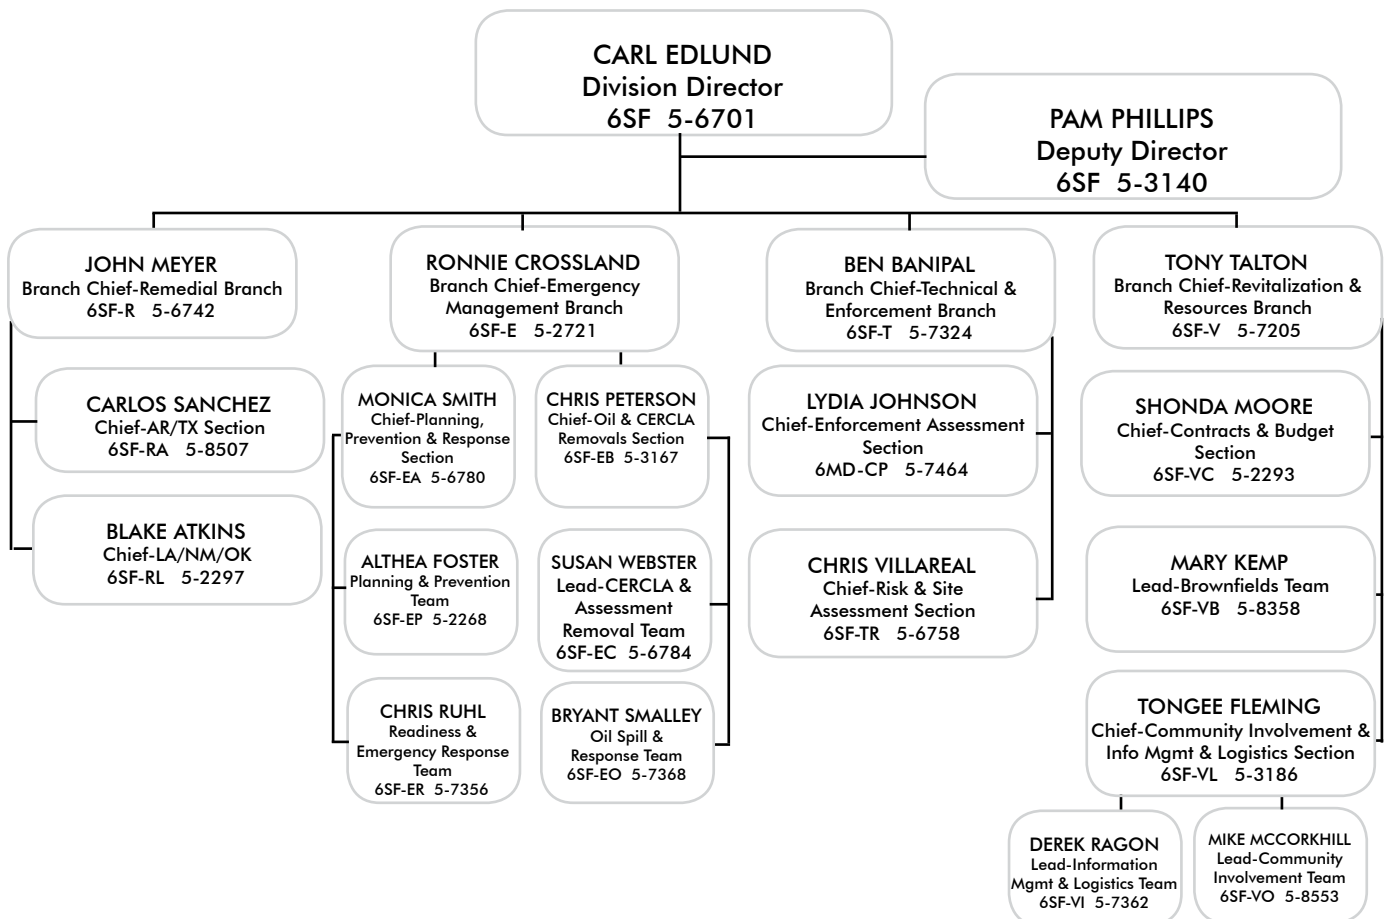 CARL EDLUND
Division Director
6SF 5-6701
PAM PHILLIPS
Deputy Director
6SF 5-3140
JOHN MEYER
Branch Chief-Remedial Branch
6SF-R 5-6742
RONNIE CROSSLAND
Branch Chief-Emergency
Management Branch
6SF-E 5-2721
BEN BANIPAL
Branch Chief-Technical &
Enforcement Branch
6SF-T 5-7324
TONY TALTON
Branch Chief-Revitalization &
Resources Branch
6SF-V 5-7205
CARLOS SANCHEZ
Chief-AR/TX Section
6SF-RA 5-8507
BLAKE ATKINS
Chief-LA/NM/OK
6SF-RL 5-2297
MONICA SMITH
Chief-Planning,
Prevention & Response
Section
6SF-EA 5-6780
ALTHEA FOSTER
Planning & Prevention
Team
6SF-EP 5-2268
CHRIS RUHL
Readiness &
Emergency Response
Team
6SF-ER 5-7356
CHRIS PETERSON
Chief-Oil & CERCLA
Removals Section
6SF-EB 5-3167
SUSAN WEBSTER
Lead-CERCLA &
Assessment
Removal Team
6SF-EC 5-6784
BRYANT SMALLEY
Oil Spill &
Response Team
6SF-EO 5-7368
LYDIA JOHNSON
Chief-Enforcement Assessment
Section
6MD-CP 5-7464
CHRIS VILLAREAL
Chief-Risk & Site
Assessment Section
6SF-TR 5-6758
SHONDA MOORE
Chief-Contracts & Budget
Section
6SF-VC 5-2293
MARY KEMP
Lead-Brownfields Team
6SF-VB 5-8358
TONGEE FLEMING
Chief-Community Involvement &
Info Mgmt & Logistics Section
6SF-VL 5-3186
DEREK RAGON
Lead-Information
Mgmt & Logistics Team
6SF-VI 5-7362
MIKE MCCORKHILL
Lead-Community
Involvement Team
6SF-VO 5-8553